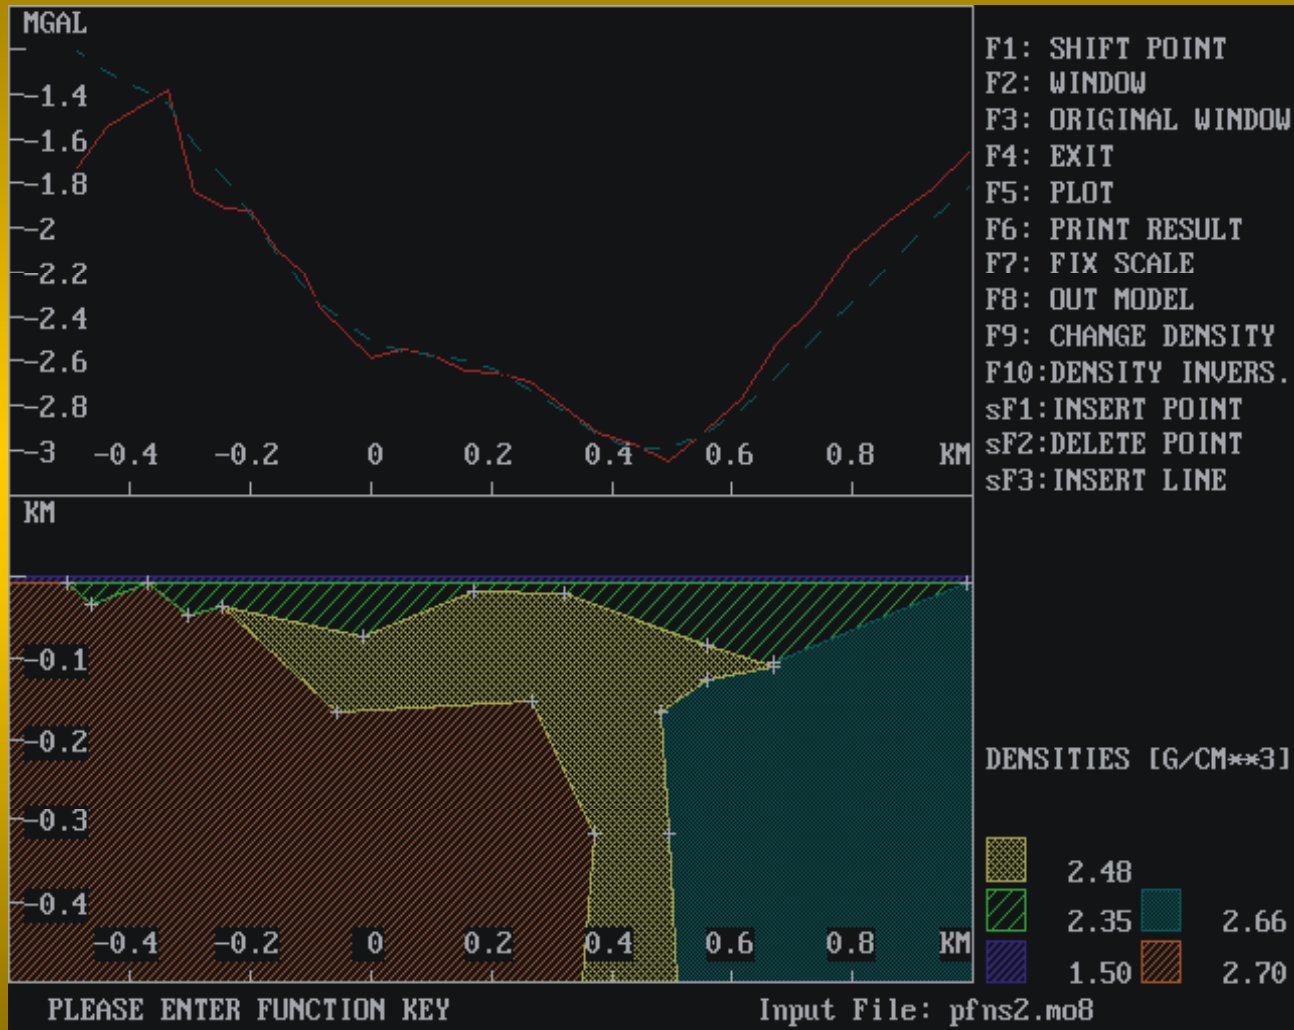 MGAL
-1.4
-1.6
-1.8
-2
-2.2
-2.4
-2.6
-2.8
-3 -0.4 -0.2 0 0.2 0.4 0.6 0.8 KM
F1: SHIFT POINT
F2: WINDOW
F3: ORIGINAL WINDOW
F4: EXIT
F5: PLOT
F6: PRINT RESULT
F7: FIX SCALE
F8: OUT MODEL
F9: CHANGE DENSITY
F10:DENSITY INVERS.
sF1:INSERT POINT
sF2:DELETE POINT
sF3:INSERT LINE
KM
-0.1
-0.2
-0.3
-0.4
-0.4 -0.2 0 0.2 0.4 0.6 0.8 KM
DENSITIES [G/CM**3]
2.48
2.35 2.66
1.50 2.70
PLEASE ENTER FUNCTION KEY Input File: pfns2.mo8